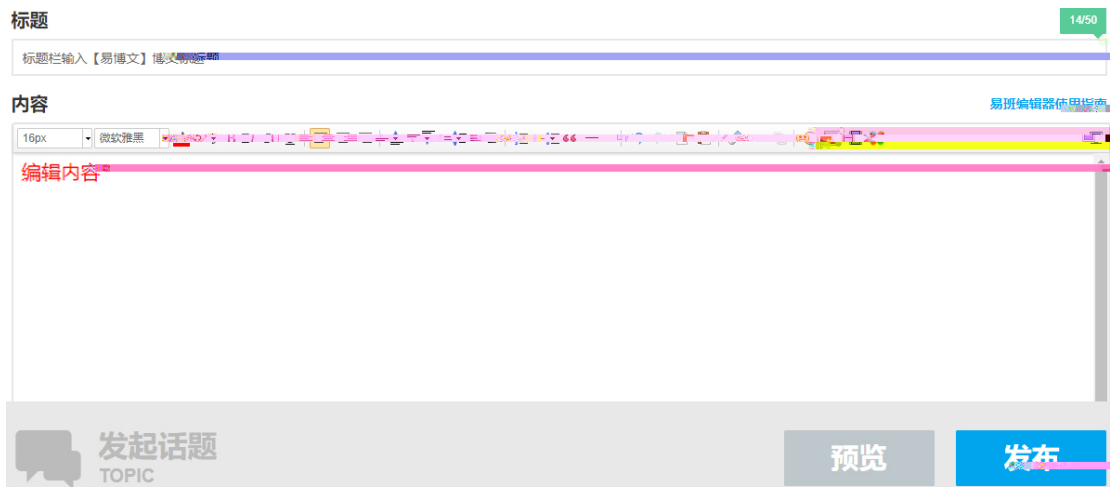 标题
14/50
标题栏输入【易博文】博文标题
内容
易班编辑器使用指南
16px 微软雅黑
编辑内容
发起话题
TOPIC
预览
发布